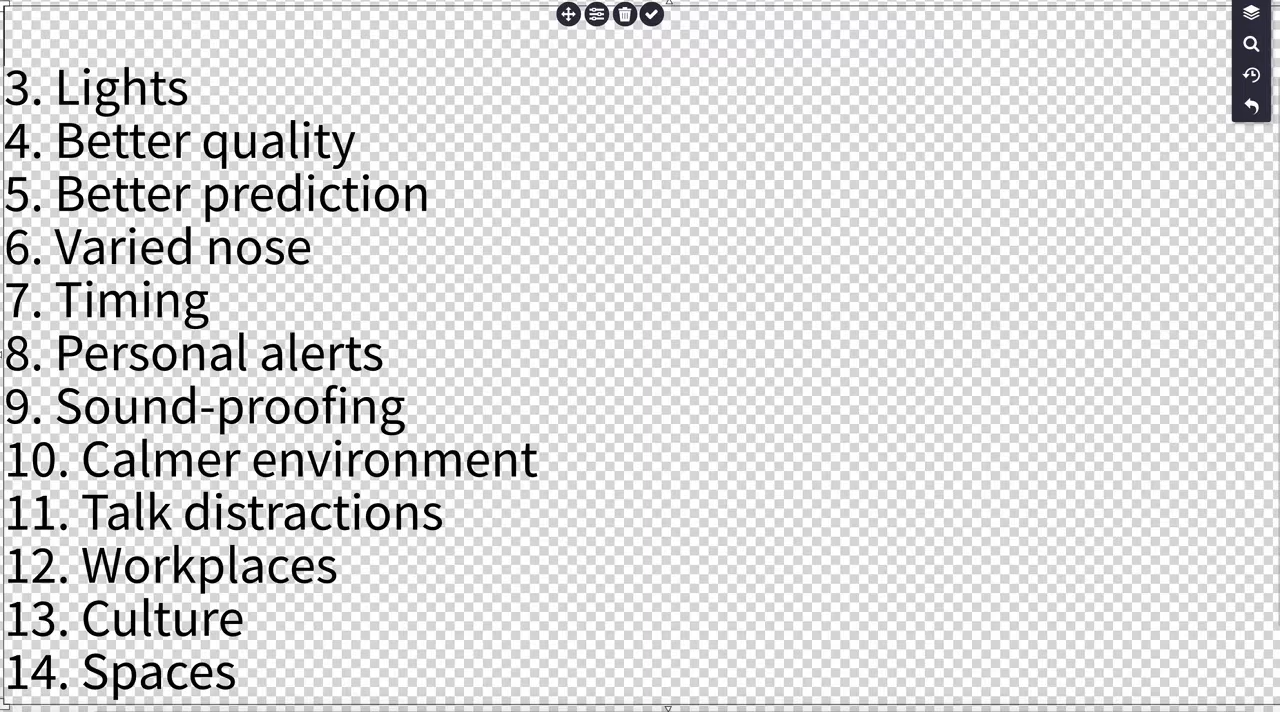 3. Lights
4. Better quality
5. Better prediction
6. Varied nose
7. Timing
8. Personal alerts
9. Sound-proofing
10. Calmer environment
11. Talk distractions
12. Workplaces
13. Culture
14. Spaces